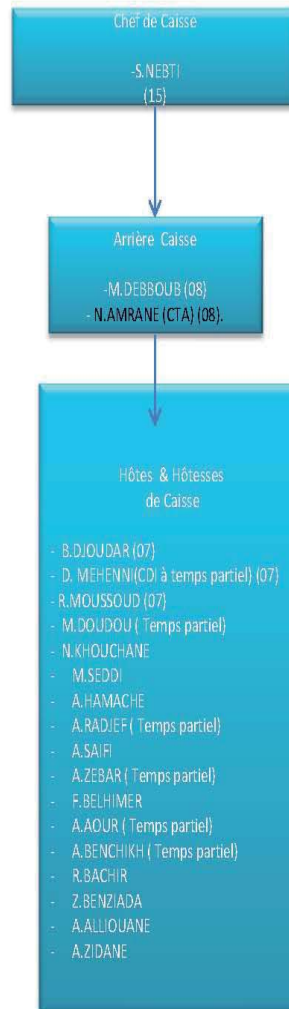 Chef de Caisse
-S.NEBTI
(15)
Arrière Caisse
-M.DEBBOUB (08)
- N.AMRANE (CTA) (08).
Hôtes & Hôtesses
de Caisse
- B.DJOUDAR (07)
- D. MEHENNI(CDI à temps partiel) (07)
- R.MOUSSOUD (07)
- M.DOUDOU ( Temps partiel)
- N.KHOUCHANE
- M.SEDDI
- A.HAMACHE
- A.RADJEF ( Temps partiel)
- A.SAIFI
- A.ZEBAR ( Temps partiel)
- F.BELHIMER
- A.AOUR ( Temps partiel)
- A.BENCHIKH ( Temps partiel)
- R.BACHIR
- Z.BENZIADA
- A.ALLIOUANE
- A.ZIDANE